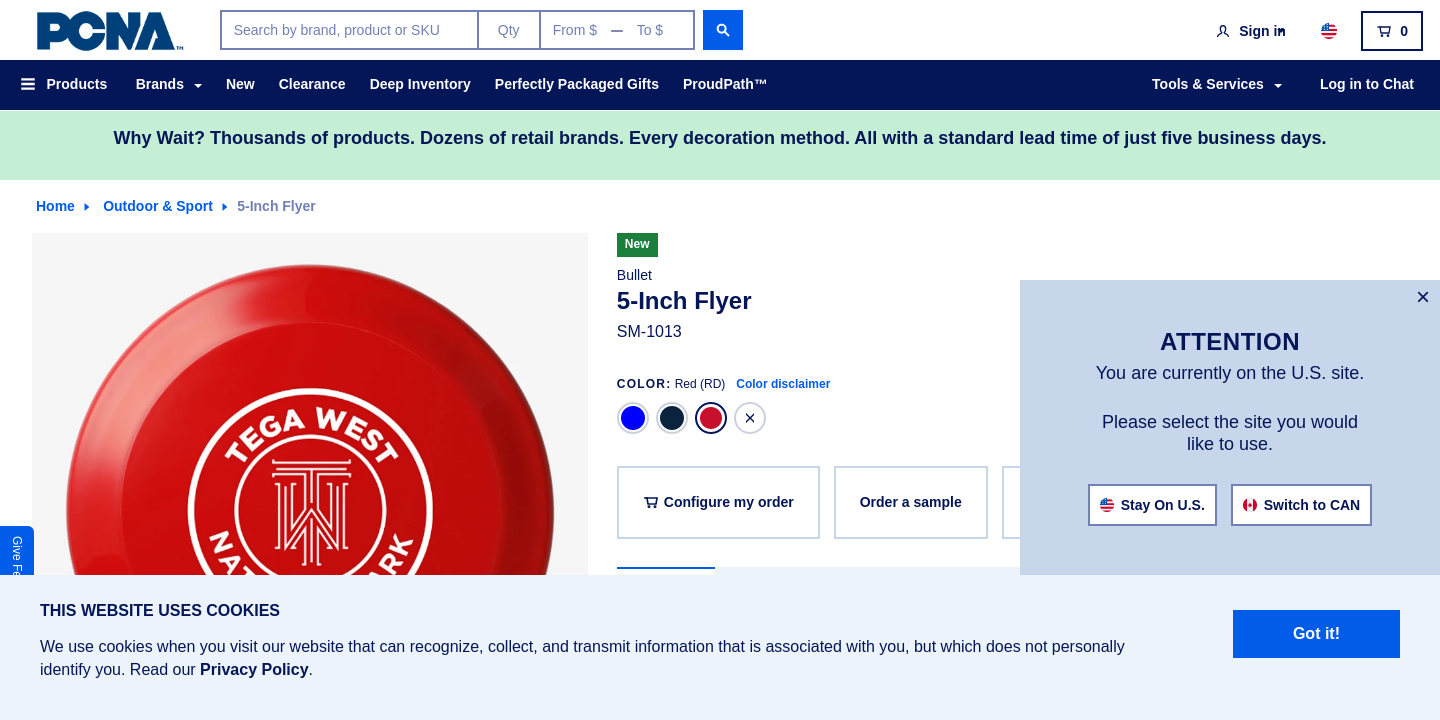 PCNA™
Search by brand, product or SKU
Qty
From $ — To $
Sign in
0
Products
Brands
New
Clearance
Deep Inventory
Perfectly Packaged Gifts
ProudPath™
Tools & Services
Log in to Chat
Why Wait? Thousands of products. Dozens of retail brands. Every decoration method. All with a standard lead time of just five business days.
Home
Outdoor & Sport
5-Inch Flyer
New
Bullet
5-Inch Flyer
SM-1013
COLOR: Red (RD) Color disclaimer
TEGA WEST
Configure my order
Order a sample
ATTENTION
You are currently on the U.S. site.
Please select the site you would
like to use.
Stay On U.S.
Switch to CAN
THIS WEBSITE USES COOKIES
We use cookies when you visit our website that can recognize, collect, and transmit information that is associated with you, but which does not personally
identify you. Read our Privacy Policy.
Got it!
Give